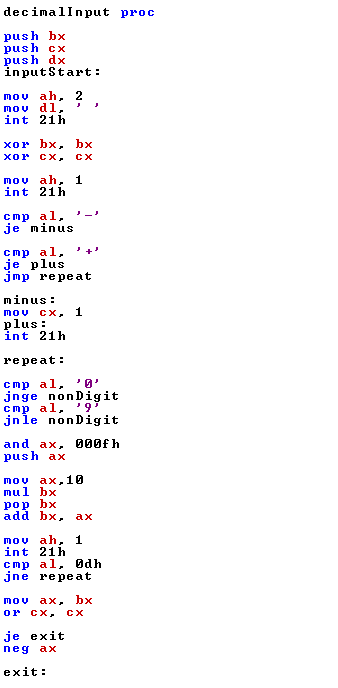 decimalInput proc
push bx
push cx
push dx
inputStart:
mov ah, 2
mov dl, ' '
int 21h
xor bx, bx
xor cx, cx
mov ah, 1
int 21h
cmp al, '-'
je minus
cmp al, '+'
je plus
jmp repeat
minus:
mov cx, 1
plus:
int 21h
repeat:
cmp al, '0'
jnge nonDigit
cmp al, '9'
jnle nonDigit
and ax, 000fh
push ax
mov ax,10
mul bx
pop bx
add bx, ax
mov ah, 1
int 21h
cmp al, 0dh
jne repeat
mov ax, bx
or cx, cx
je exit
neg ax
exit: